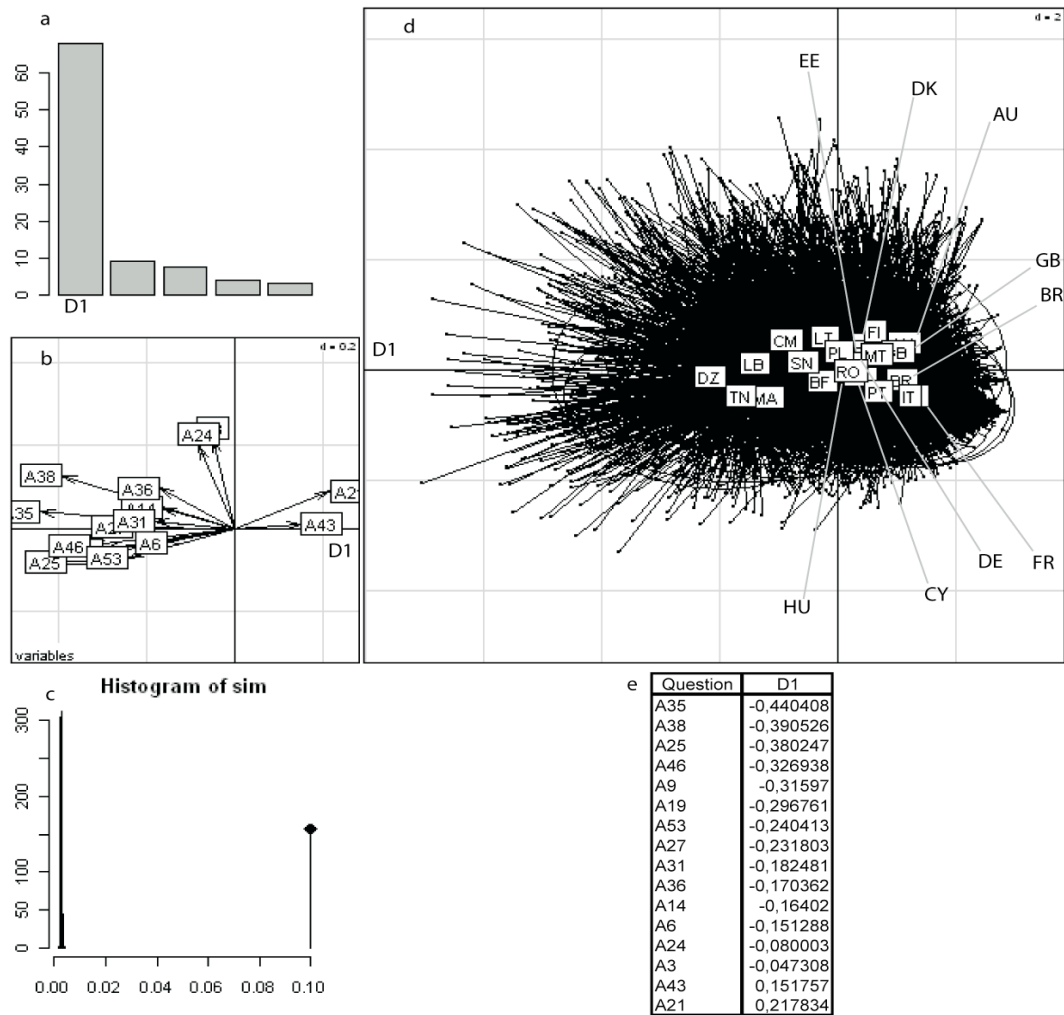 a
60
50
40
30
20
10
0
D1
b
d = 0.2
A24
A38
A36
A35
A31
A46
A6
A25
A53
A43
D1
variables
c
Histogram of sim
300
200
150
100
50
0
0.00 0.02 0.04 0.06 0.08 0.10
d
d = 2
EE
DK
AU
GB
BR
D1
CM
LT
FI
LB
SN
PL
MT
DZ
BF
RO
BR
TN
MA
PT
IT
HU
CY
DE
FR
e
Question D1
A35 -0,440408
A38 -0,390526
A25 -0,380247
A46 -0,326938
A9 -0,31597
A19 -0,296761
A53 -0,240413
A27 -0,231803
A31 -0,182481
A36 -0,170362
A14 -0,16402
A6 -0,151288
A24 -0,080003
A3 -0,047308
A43 0,151757
A21 0,217834